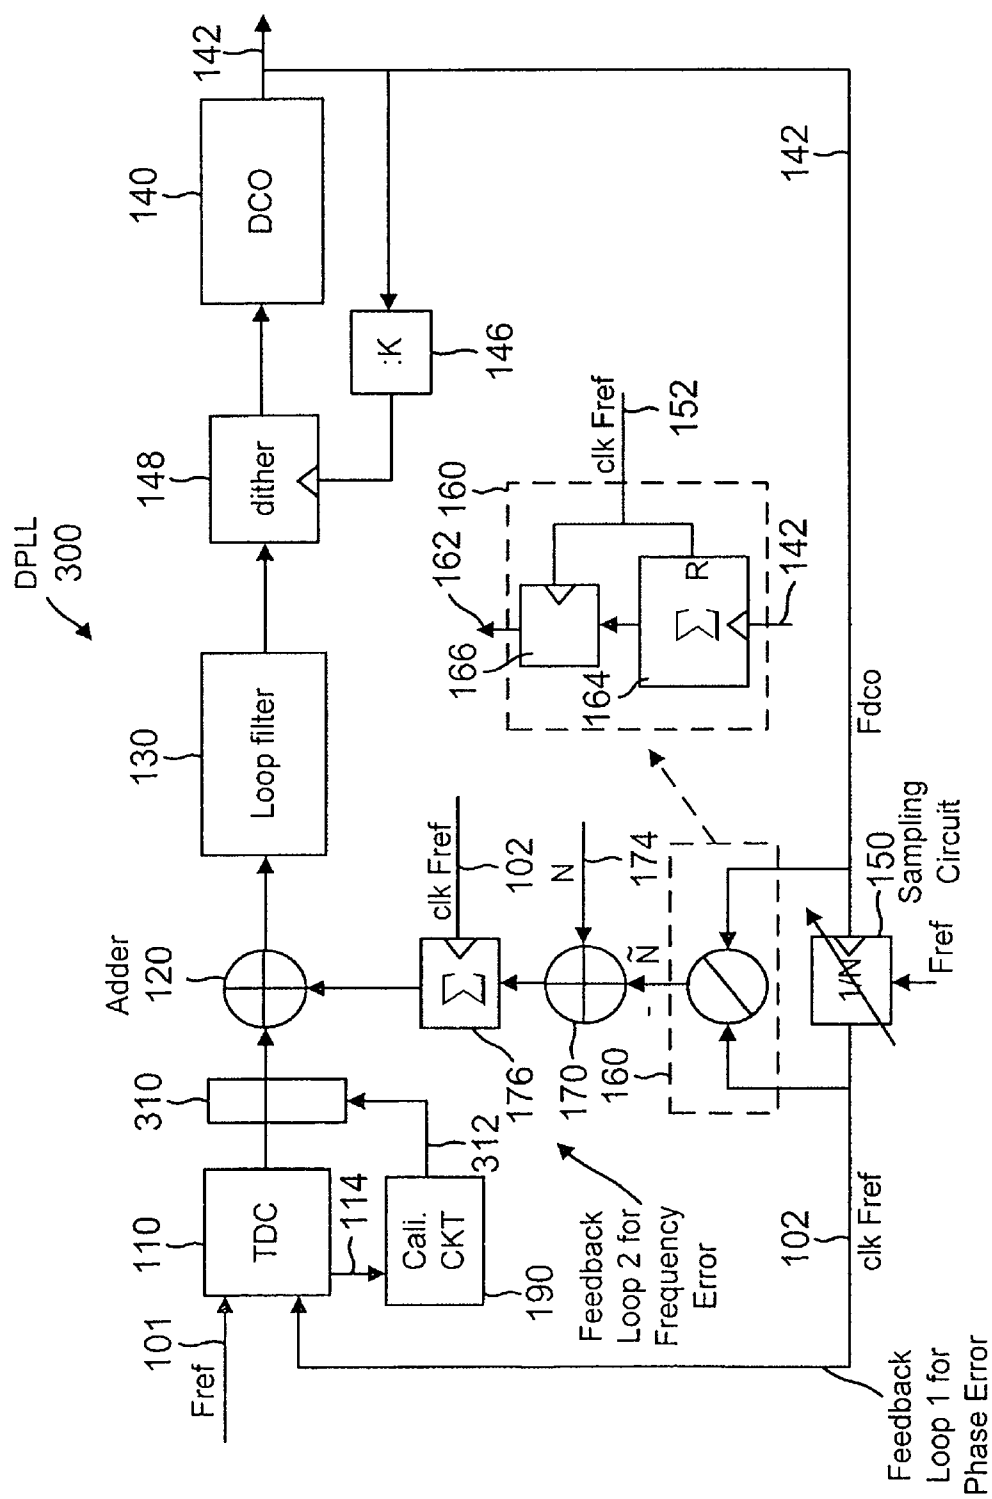 DPLL
300
Fref
101
110
TDC
114
Cali.
CKT
190
312
310
Adder
120
130
Loop filter
148
dither
140
DCO
142
:K
146
clk Fref
102
Σ
176
N
174
170
Ñ
-
160
162
160
166
164
Σ
R
clk Fref
152
142
142
Fdco
150
Sampling
Circuit
1/N
Fref
102
clk Fref
Feedback
Loop 2 for
Frequency
Error
Feedback
Loop 1 for
Phase Error